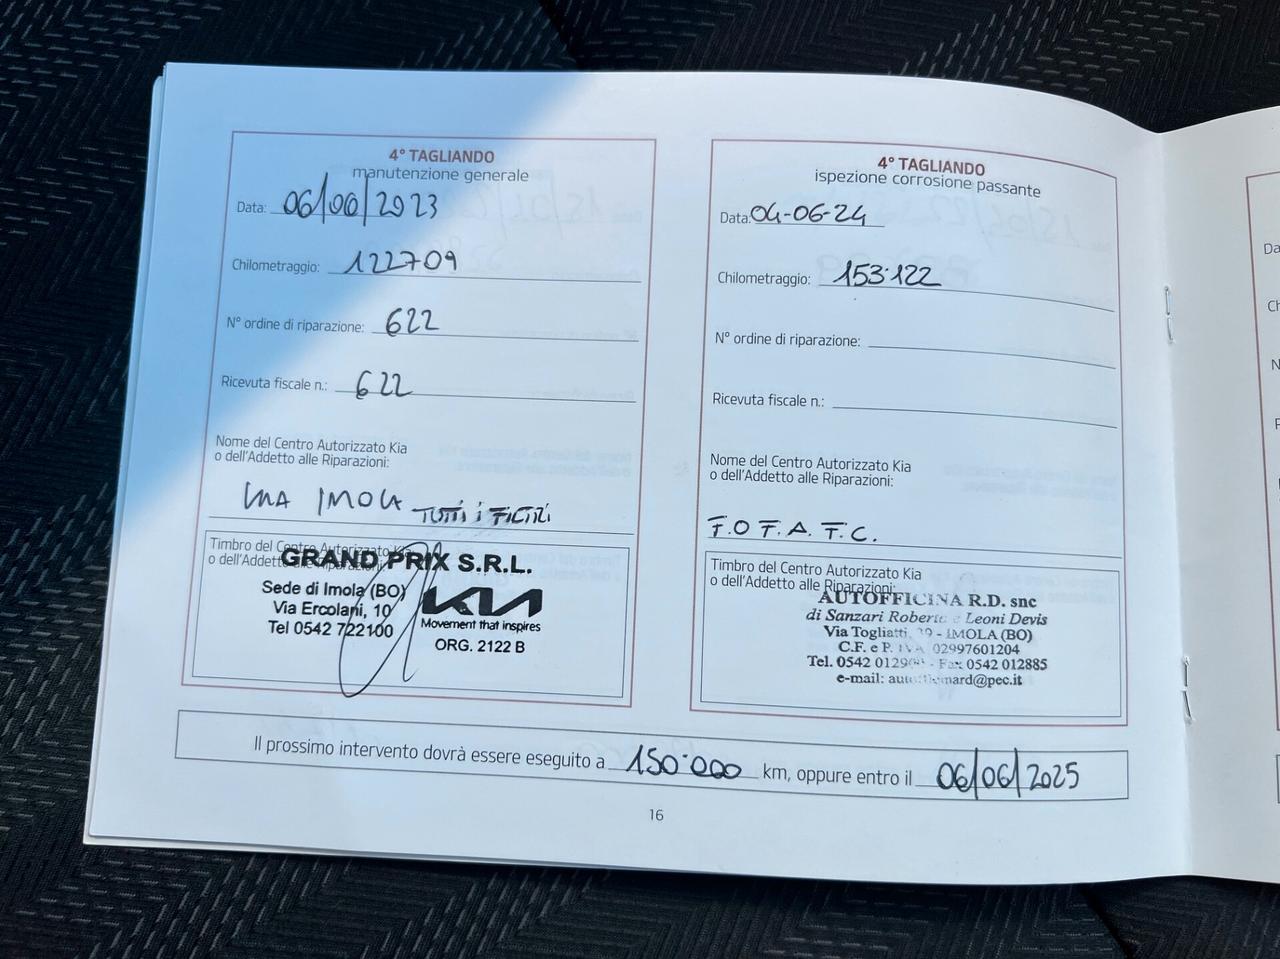 4° TAGLIANDO
manutenzione generale
Data: 06/06/2023
Chilometraggio: 122709
N° ordine di riparazione: 622
Ricevuta fiscale n.: 622
Nome del Centro Autorizzato Kia
o dell'Addetto alle Riparazioni:
IMOLA TUTTI i FILTRI
Timbro del Centro Autorizzato Kia
o dell'Addetto alle Riparazioni:
GRAND PRIX S.R.L.
Sede di Imola (BO)
Via Ercolani, 10
Tel 0542 722100
KIA
Movement that inspires
ORG. 2122 B
4° TAGLIANDO
ispezione corrosione passante
Data: 04-06-24
Chilometraggio: 153.122
N° ordine di riparazione:
Ricevuta fiscale n.:
Nome del Centro Autorizzato Kia
o dell'Addetto alle Riparazioni:
F.O F.A. F.C.
Timbro del Centro Autorizzato Kia
o dell'Addetto alle Riparazioni:
AUTOFFICINA R.D. snc
di Sanzari Roberto e Leoni Devis
Via Togliatti, - IMOLA (BO)
C.F. e P. IVA 02997601204
Tel. 0542 - Fax 0542 012885
e-mail:
Il prossimo intervento dovrà essere eseguito a 150.000 km, oppure entro il 06/06/2025
16